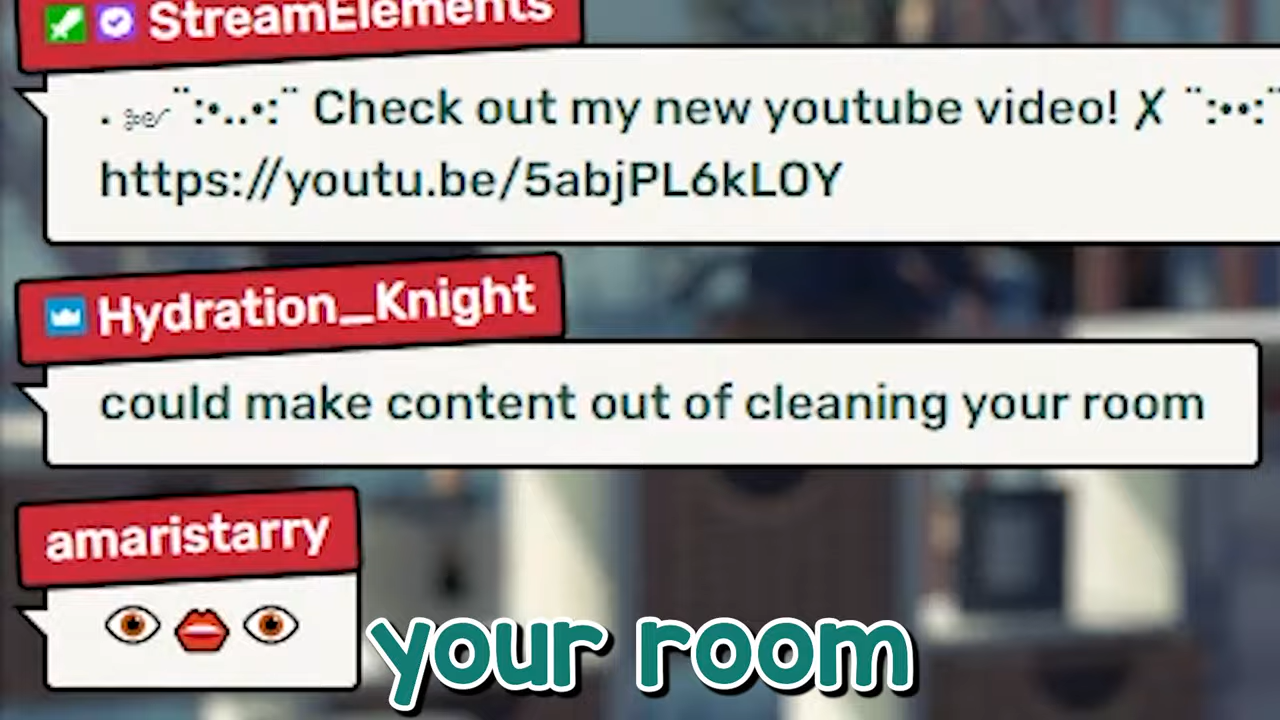 StreamElements
. ¨:•..•:¨ Check out my new youtube video! ✗ ¨:••:¨
https://youtu.be/5abjPL6kLOY
Hydration_Knight
could make content out of cleaning your room
amaristarry
👁️👄👁️
your room